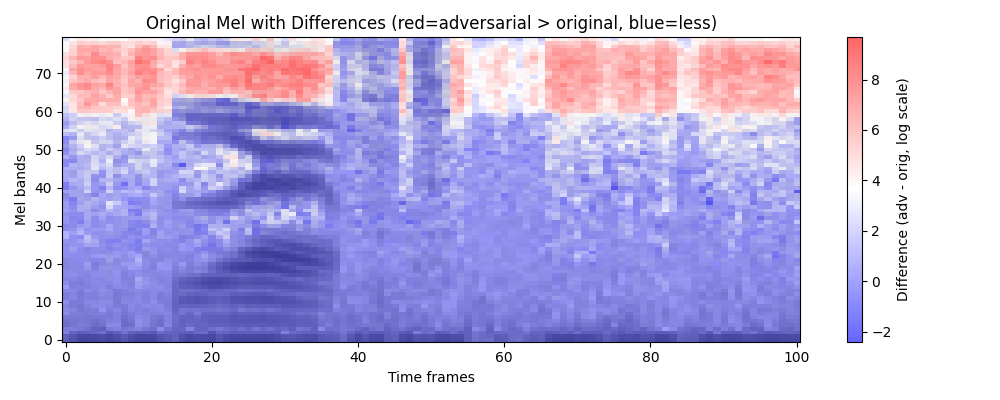 Original Mel with Differences (red=adversarial > original, blue=less)
70
60
50
40
30
20
10
0
Mel bands
0 20 40 60 80 100
Time frames
8
6
4
2
0
−2
Difference (adv - orig, log scale)